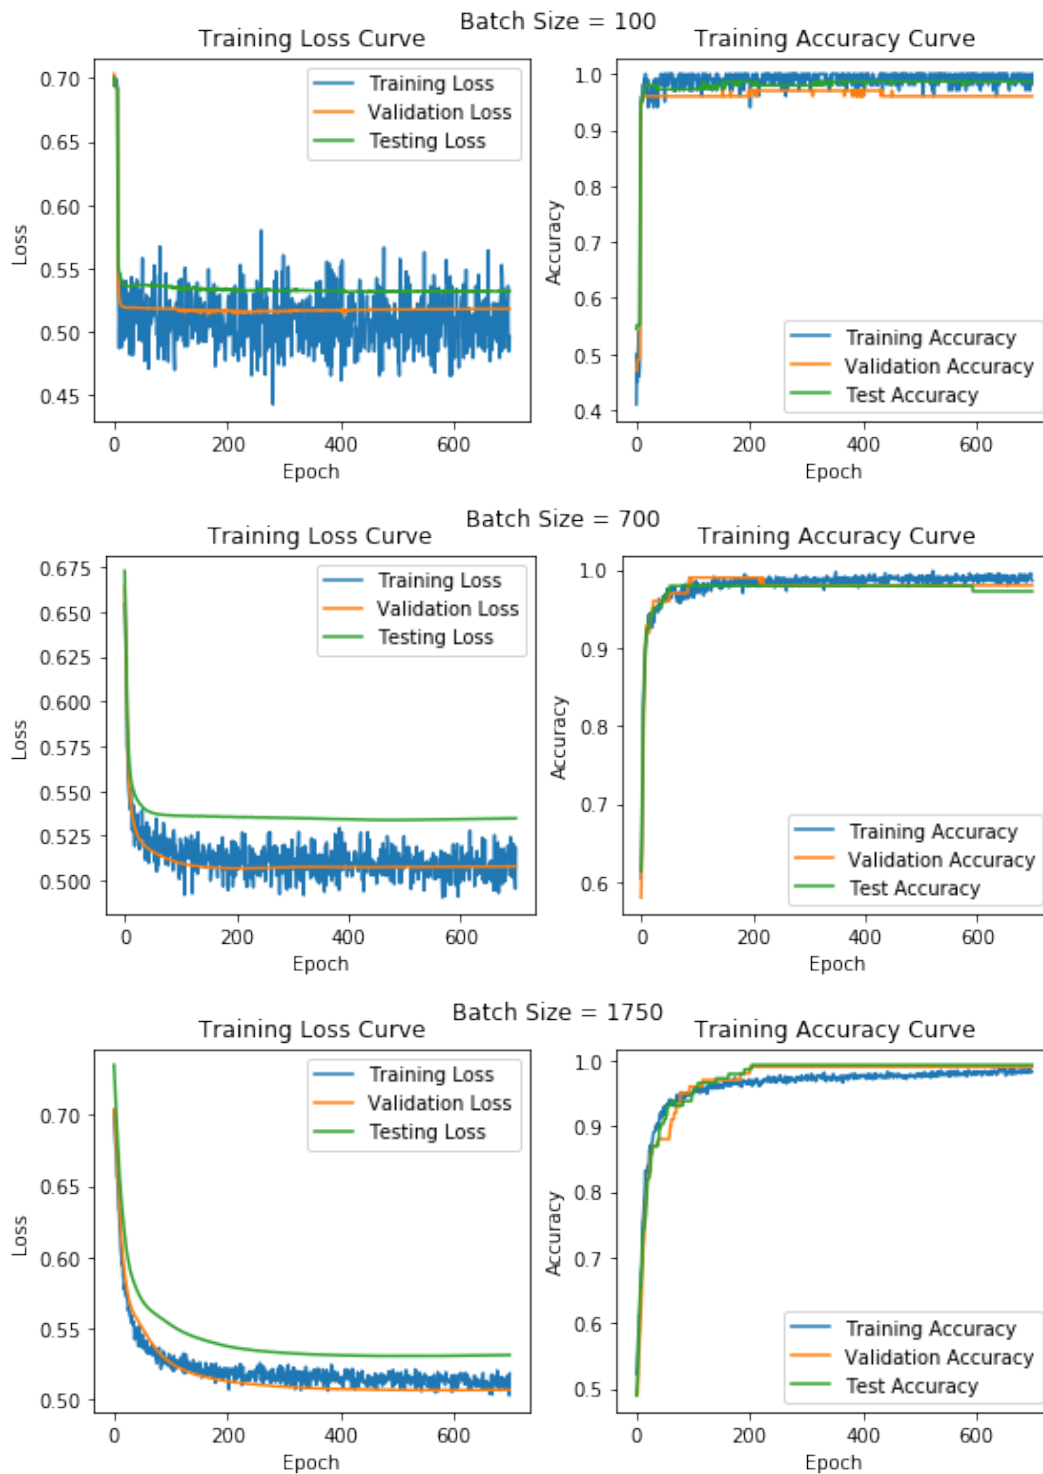 Batch Size = 100
Training Loss Curve
Training Accuracy Curve
0.70
0.65
0.60
0.55
0.50
0.45
Loss
Training Loss
Validation Loss
Testing Loss
0 200 400 600
Epoch
1.0
0.9
0.8
0.7
0.6
0.5
0.4
Accuracy
Training Accuracy
Validation Accuracy
Test Accuracy
0 200 400 600
Epoch
Batch Size = 700
Training Loss Curve
Training Accuracy Curve
0.675
0.650
0.625
0.600
0.575
0.550
0.525
0.500
Loss
Training Loss
Validation Loss
Testing Loss
0 200 400 600
Epoch
1.0
0.9
0.8
0.7
0.6
Accuracy
Training Accuracy
Validation Accuracy
Test Accuracy
0 200 400 600
Epoch
Batch Size = 1750
Training Loss Curve
Training Accuracy Curve
0.70
0.65
0.60
0.55
0.50
Loss
Training Loss
Validation Loss
Testing Loss
0 200 400 600
Epoch
1.0
0.9
0.8
0.7
0.6
0.5
Accuracy
Training Accuracy
Validation Accuracy
Test Accuracy
0 200 400 600
Epoch